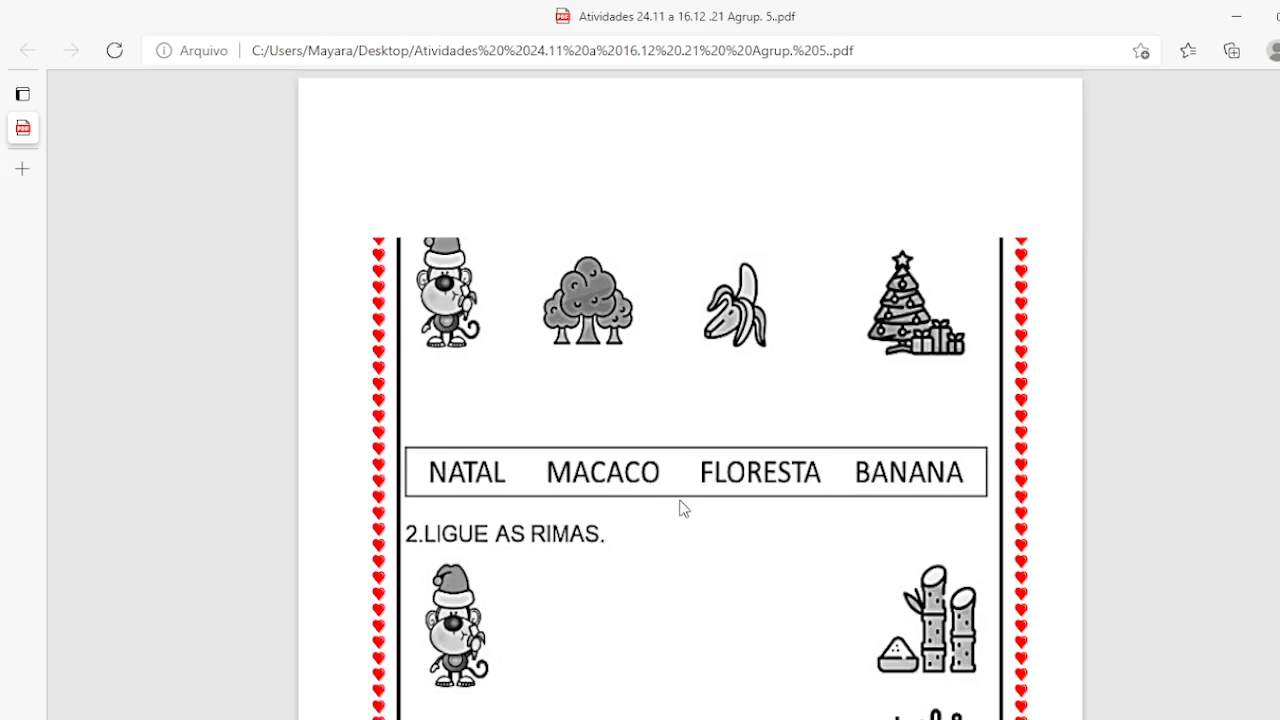 Atividades 24.11 a 16.12 .21 Agrup. 5..pdf
Arquivo C:/Users/Mayara/Desktop/Atividades%20%2024.11%20a%2016.12%20.21%20%20Agrup.%205..pdf
NATAL MACACO FLORESTA BANANA
2.LIGUE AS RIMAS.